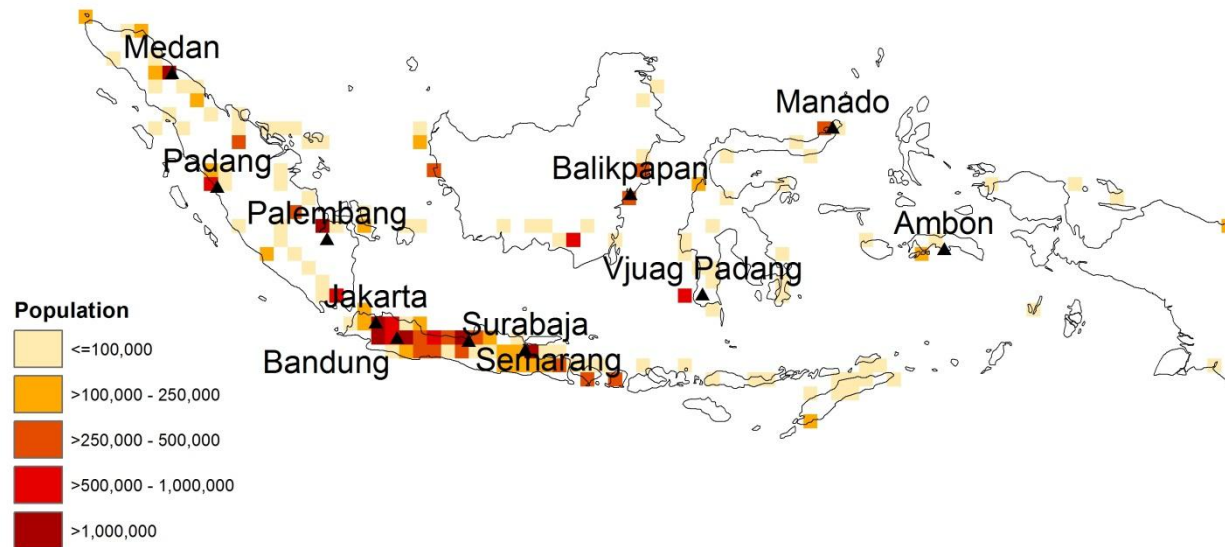 Medan
Manado
Padang
Balikpapan
Palembang
Ambon
Vjuag Padang
Jakarta
Surabaja
Bandung
Semarang
Population
<=100,000
>100,000 - 250,000
>250,000 - 500,000
>500,000 - 1,000,000
>1,000,000